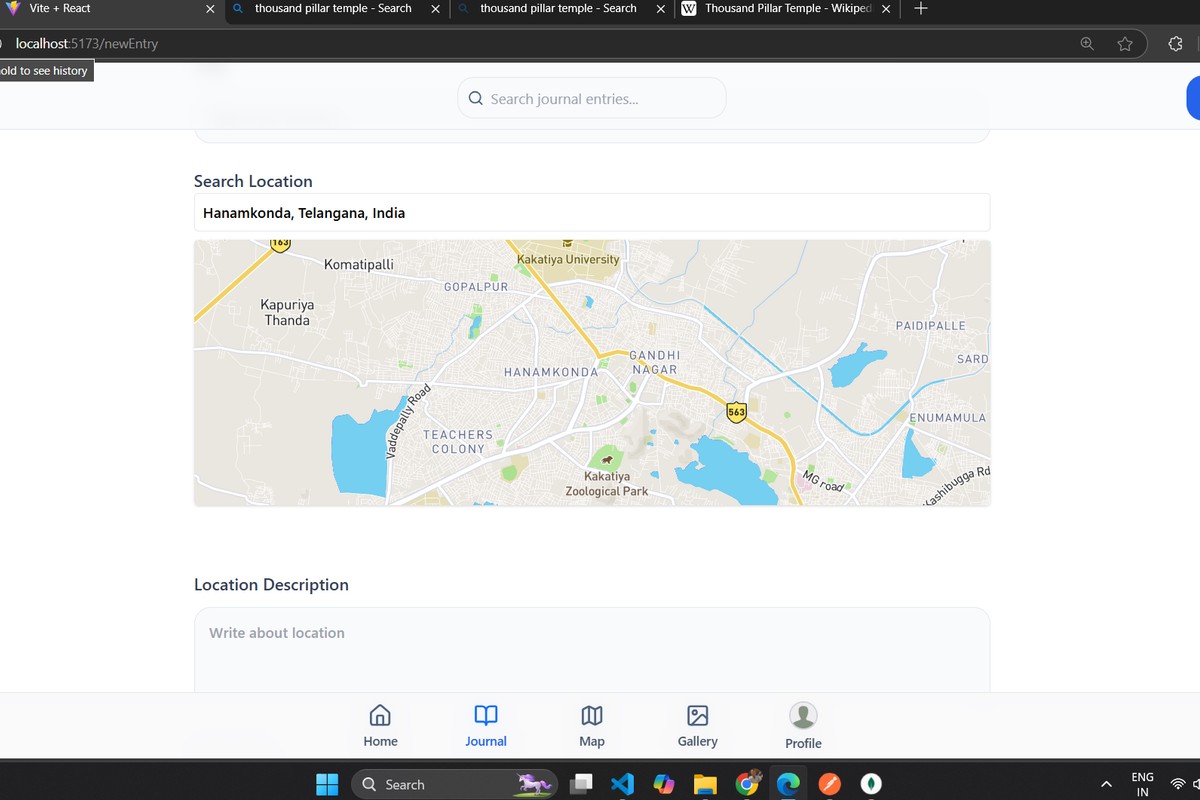 Vite + React
thousand pillar temple - Search
thousand pillar temple - Search
Thousand Pillar Temple - Wikiped
localhost:5173/newEntry
old to see history
Search journal entries...
Search Location
Hanamkonda, Telangana, India
163
Komatipalli
Kakatiya University
GOPALPUR
Kapuriya
Thanda
PAIDIPALLE
GANDHI
NAGAR
SARD
HANAMKONDA
563
Vaddepally Road
ENUMAMULA
TEACHERS
COLONY
Kakatiya
Zoological Park
MG road
Kashibugga Rd
Location Description
Write about location
Home
Journal
Map
Gallery
Profile
Search
ENG
IN